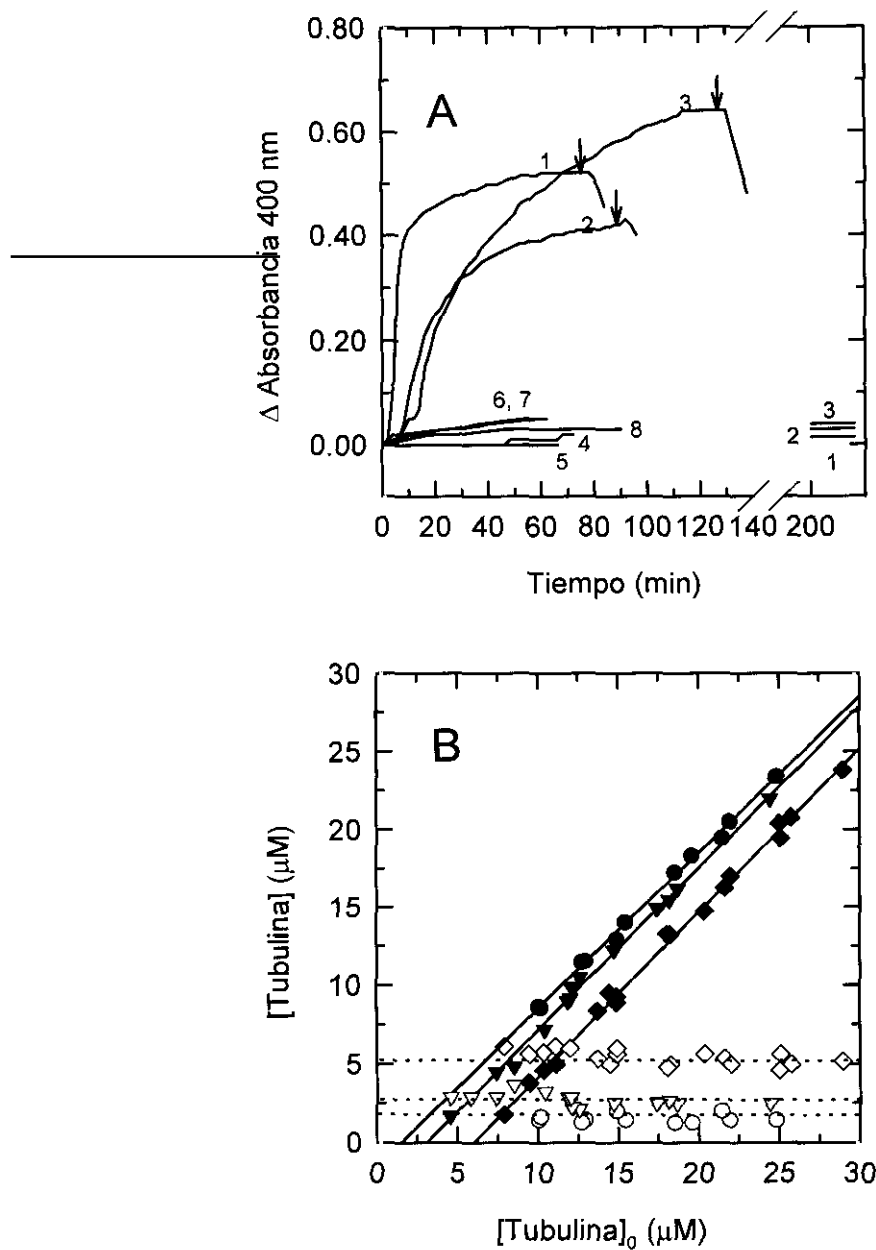 0.80
A
3
0.60
1
2
0.40
Δ Absorbancia 400 nm
0.20
6, 7
3
8
2
4
0.00
5
1
0 20 40 60 80 100 120 140 200
Tiempo (min)
30
B
25
20
15
[Tubulina] (μM)
10
5
0
0 5 10 15 20 25 30
[Tubulina]₀ (μM)